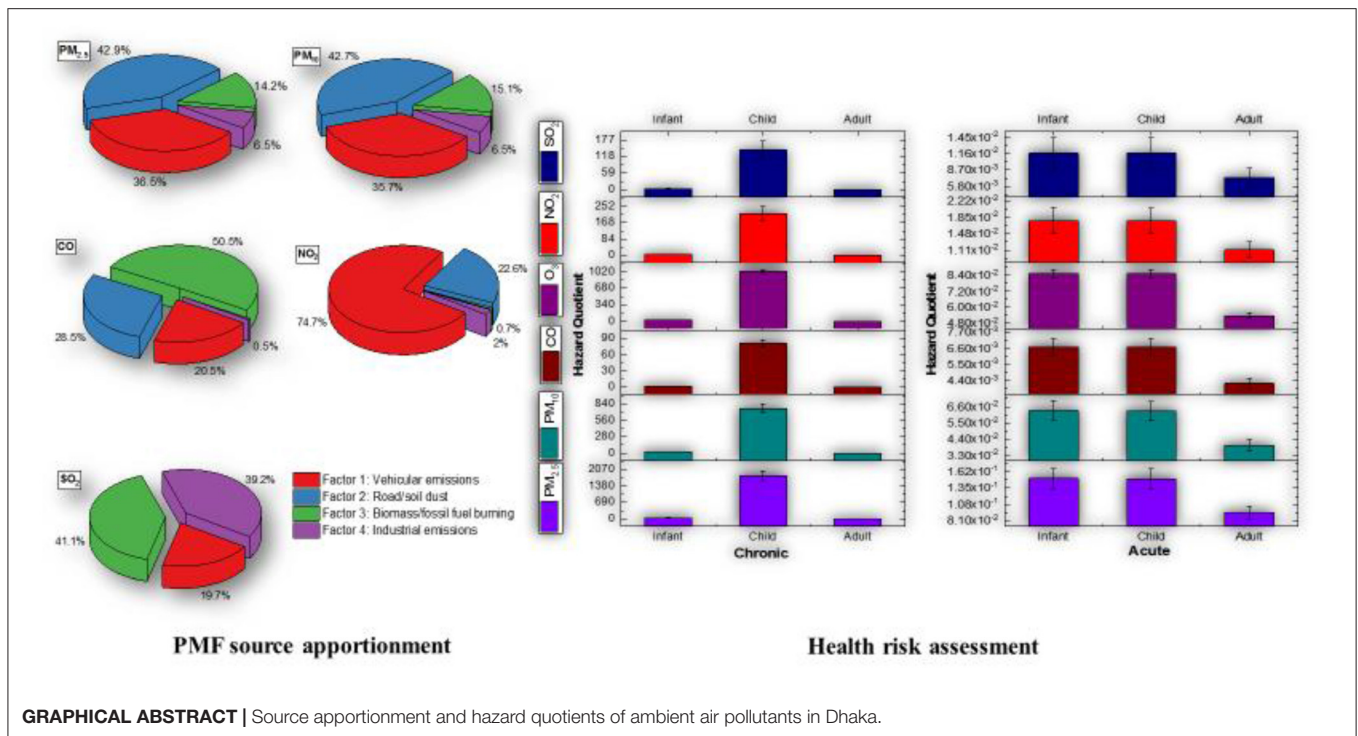 PM2.5 42.9%
14.2%
6.5%
36.5%
PM10 42.7%
15.1%
6.5%
35.7%
CO
50.5%
28.5%
0.5%
20.5%
NO2
22.6%
0.7%
2%
74.7%
SO2
39.2%
41.1%
19.7%
Factor 1: Vehicular emissions
Factor 2: Road/soil dust
Factor 3: Biomass/fossil fuel burning
Factor 4: Industrial emissions
PMF source apportionment
SO2
NO2
O3
CO
PM10
PM2.5
Hazard Quotient
Infant Child Adult
177
118
59
0
252
168
84
0
1020
680
340
0
90
60
30
0
840
560
280
0
2070
1380
690
0
Infant Child Adult
Chronic
Hazard Quotient
Infant Child Adult
1.45x10-2
1.16x10-2
8.70x10-3
5.80x10-3
2.22x10-2
1.85x10-2
1.48x10-2
1.11x10-2
8.40x10-2
7.20x10-2
6.00x10-2
4.80x10-2
7.70x10-3
6.60x10-3
5.50x10-3
4.40x10-3
6.60x10-2
5.50x10-2
4.40x10-2
3.30x10-2
1.62x10-1
1.35x10-1
1.08x10-1
8.10x10-2
Infant Child Adult
Acute
Health risk assessment
GRAPHICAL ABSTRACT | Source apportionment and hazard quotients of ambient air pollutants in Dhaka.